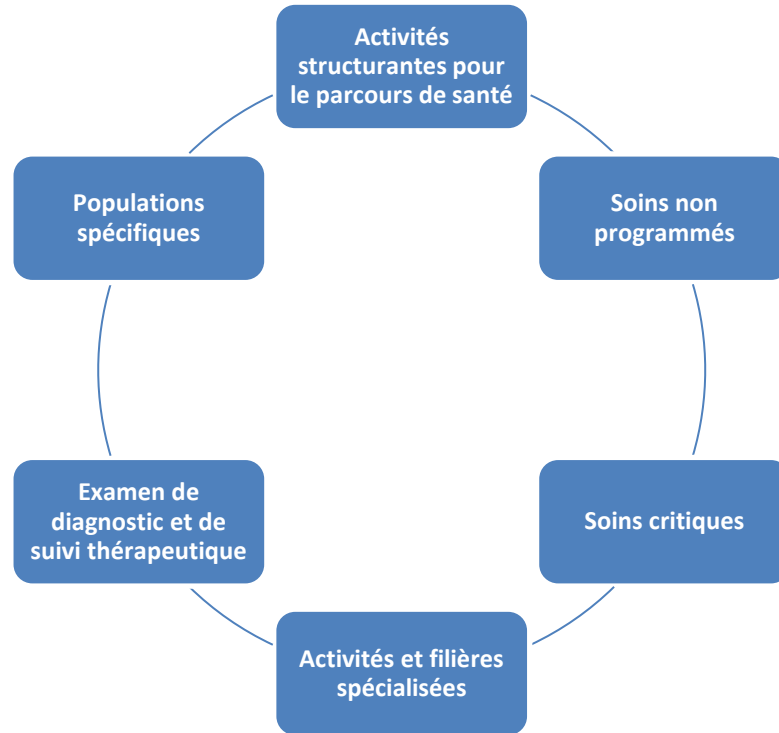 Activités
structurantes pour
le parcours de santé
Populations
spécifiques
Soins non
programmés
Examen de
diagnostic et de
suivi thérapeutique
Soins critiques
Activités et filières
spécialisées